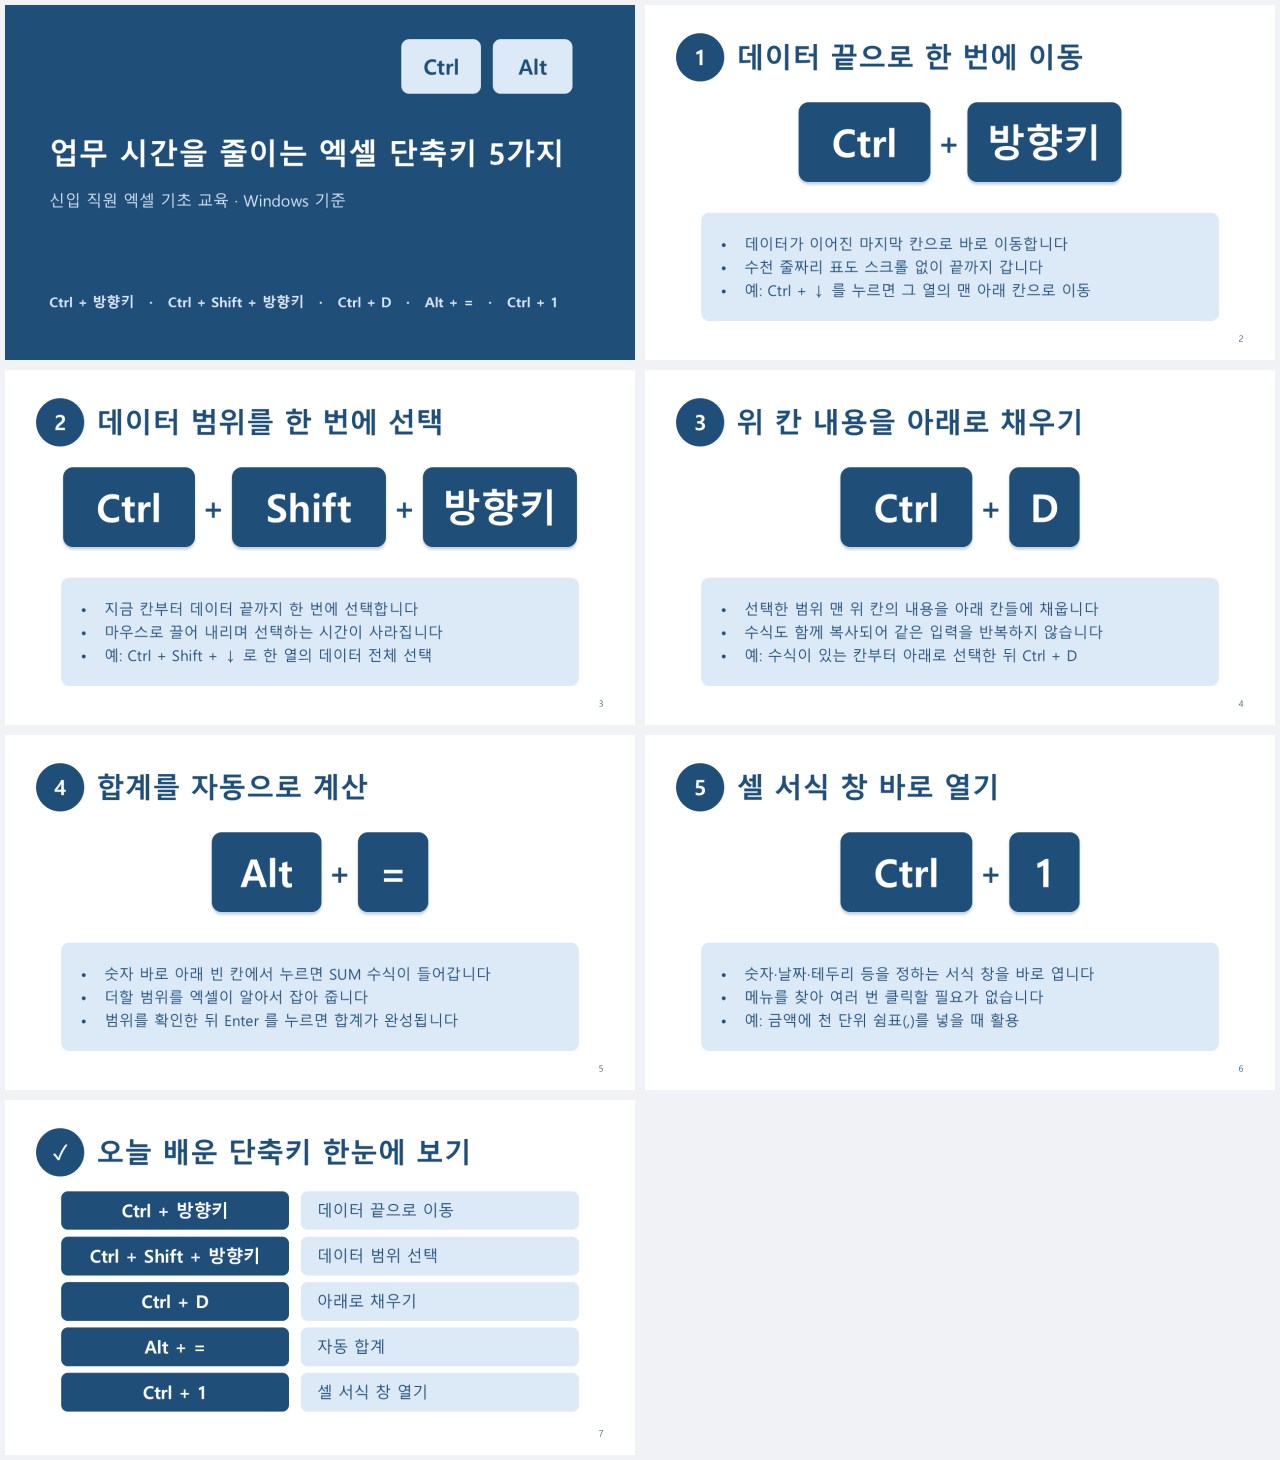 Ctrl Alt
업무 시간을 줄이는 엑셀 단축키 5가지
신입 직원 엑셀 기초 교육 · Windows 기준
Ctrl + 방향키 · Ctrl + Shift + 방향키 · Ctrl + D · Alt + = · Ctrl + 1
1 데이터 끝으로 한 번에 이동
Ctrl + 방향키
• 데이터가 이어진 마지막 칸으로 바로 이동합니다
• 수천 줄짜리 표도 스크롤 없이 끝까지 갑니다
• 예: Ctrl + ↓ 를 누르면 그 열의 맨 아래 칸으로 이동
2
2 데이터 범위를 한 번에 선택
Ctrl + Shift + 방향키
• 지금 칸부터 데이터 끝까지 한 번에 선택합니다
• 마우스로 끌어 내리며 선택하는 시간이 사라집니다
• 예: Ctrl + Shift + ↓ 로 한 열의 데이터 전체 선택
3
3 위 칸 내용을 아래로 채우기
Ctrl + D
• 선택한 범위 맨 위 칸의 내용을 아래 칸들에 채웁니다
• 수식도 함께 복사되어 같은 입력을 반복하지 않습니다
• 예: 수식이 있는 칸부터 아래로 선택한 뒤 Ctrl + D
4
4 합계를 자동으로 계산
Alt + =
• 숫자 바로 아래 빈 칸에서 누르면 SUM 수식이 들어갑니다
• 더할 범위를 엑셀이 알아서 잡아 줍니다
• 범위를 확인한 뒤 Enter 를 누르면 합계가 완성됩니다
5
5 셀 서식 창 바로 열기
Ctrl + 1
• 숫자·날짜·테두리 등을 정하는 서식 창을 바로 엽니다
• 메뉴를 찾아 여러 번 클릭할 필요가 없습니다
• 예: 금액에 천 단위 쉼표(,)를 넣을 때 활용
6
✓ 오늘 배운 단축키 한눈에 보기
Ctrl + 방향키 데이터 끝으로 이동
Ctrl + Shift + 방향키 데이터 범위 선택
Ctrl + D 아래로 채우기
Alt + = 자동 합계
Ctrl + 1 셀 서식 창 열기
7